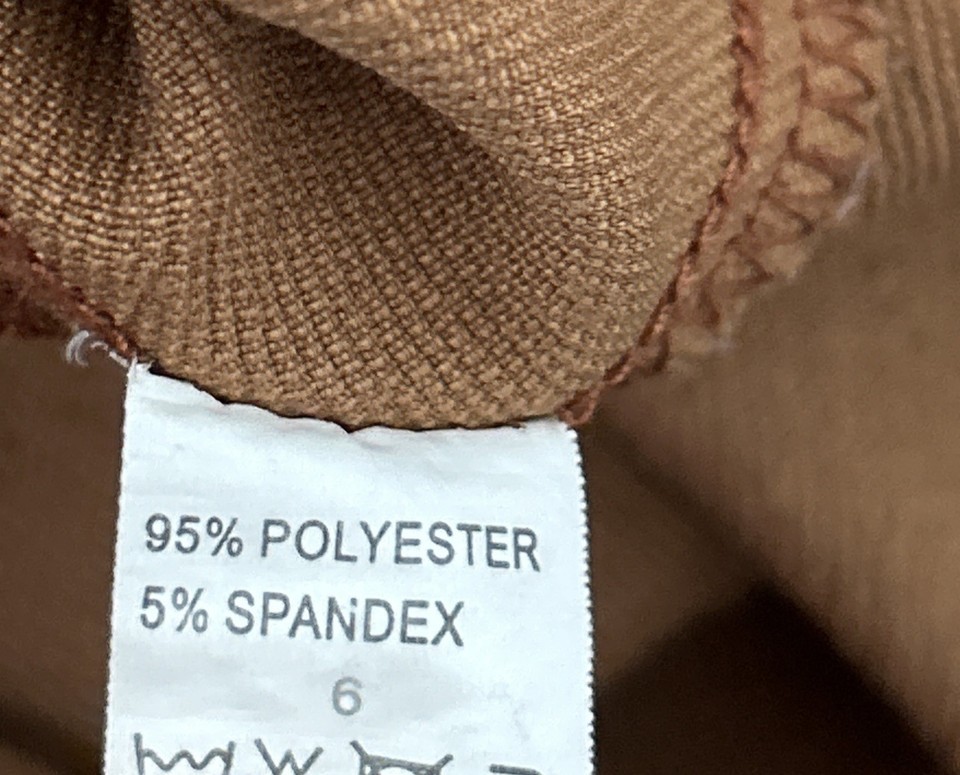 95% POLYESTER
5% SPANDEX
6